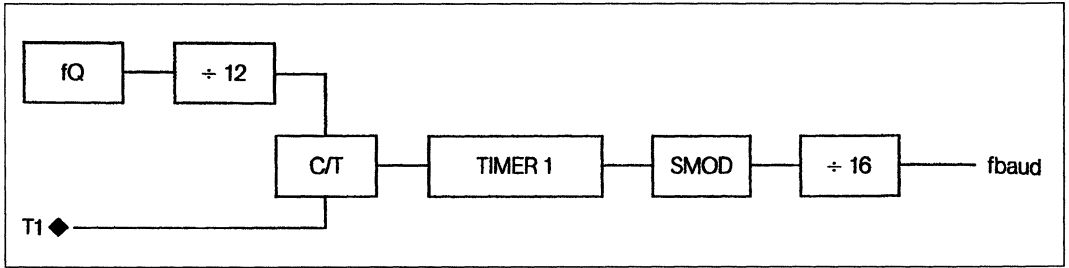 fQ
÷ 12
C/T
TIMER 1
SMOD
÷ 16
fbaud
T1